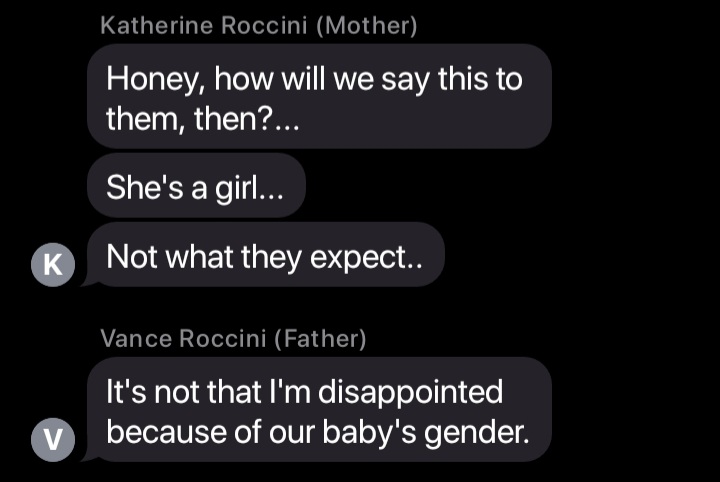 Katherine Roccini (Mother)
Honey, how will we say this to
them, then?...
She's a girl...
Not what they expect..
K
Vance Roccini (Father)
It's not that I'm disappointed
because of our baby's gender.
V